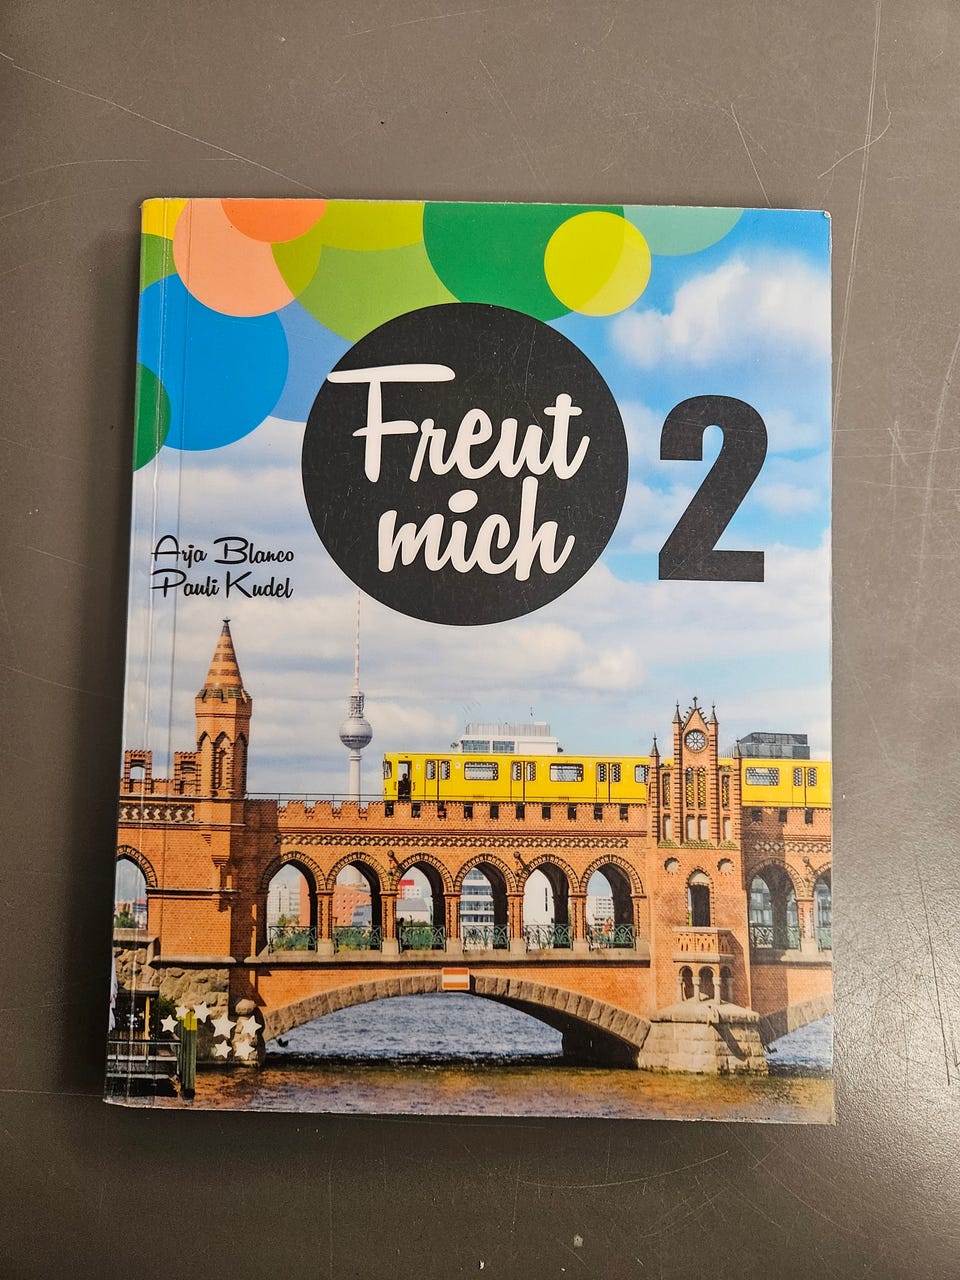 Freut
mich
2
Arja Blanco
Pauli Kudel